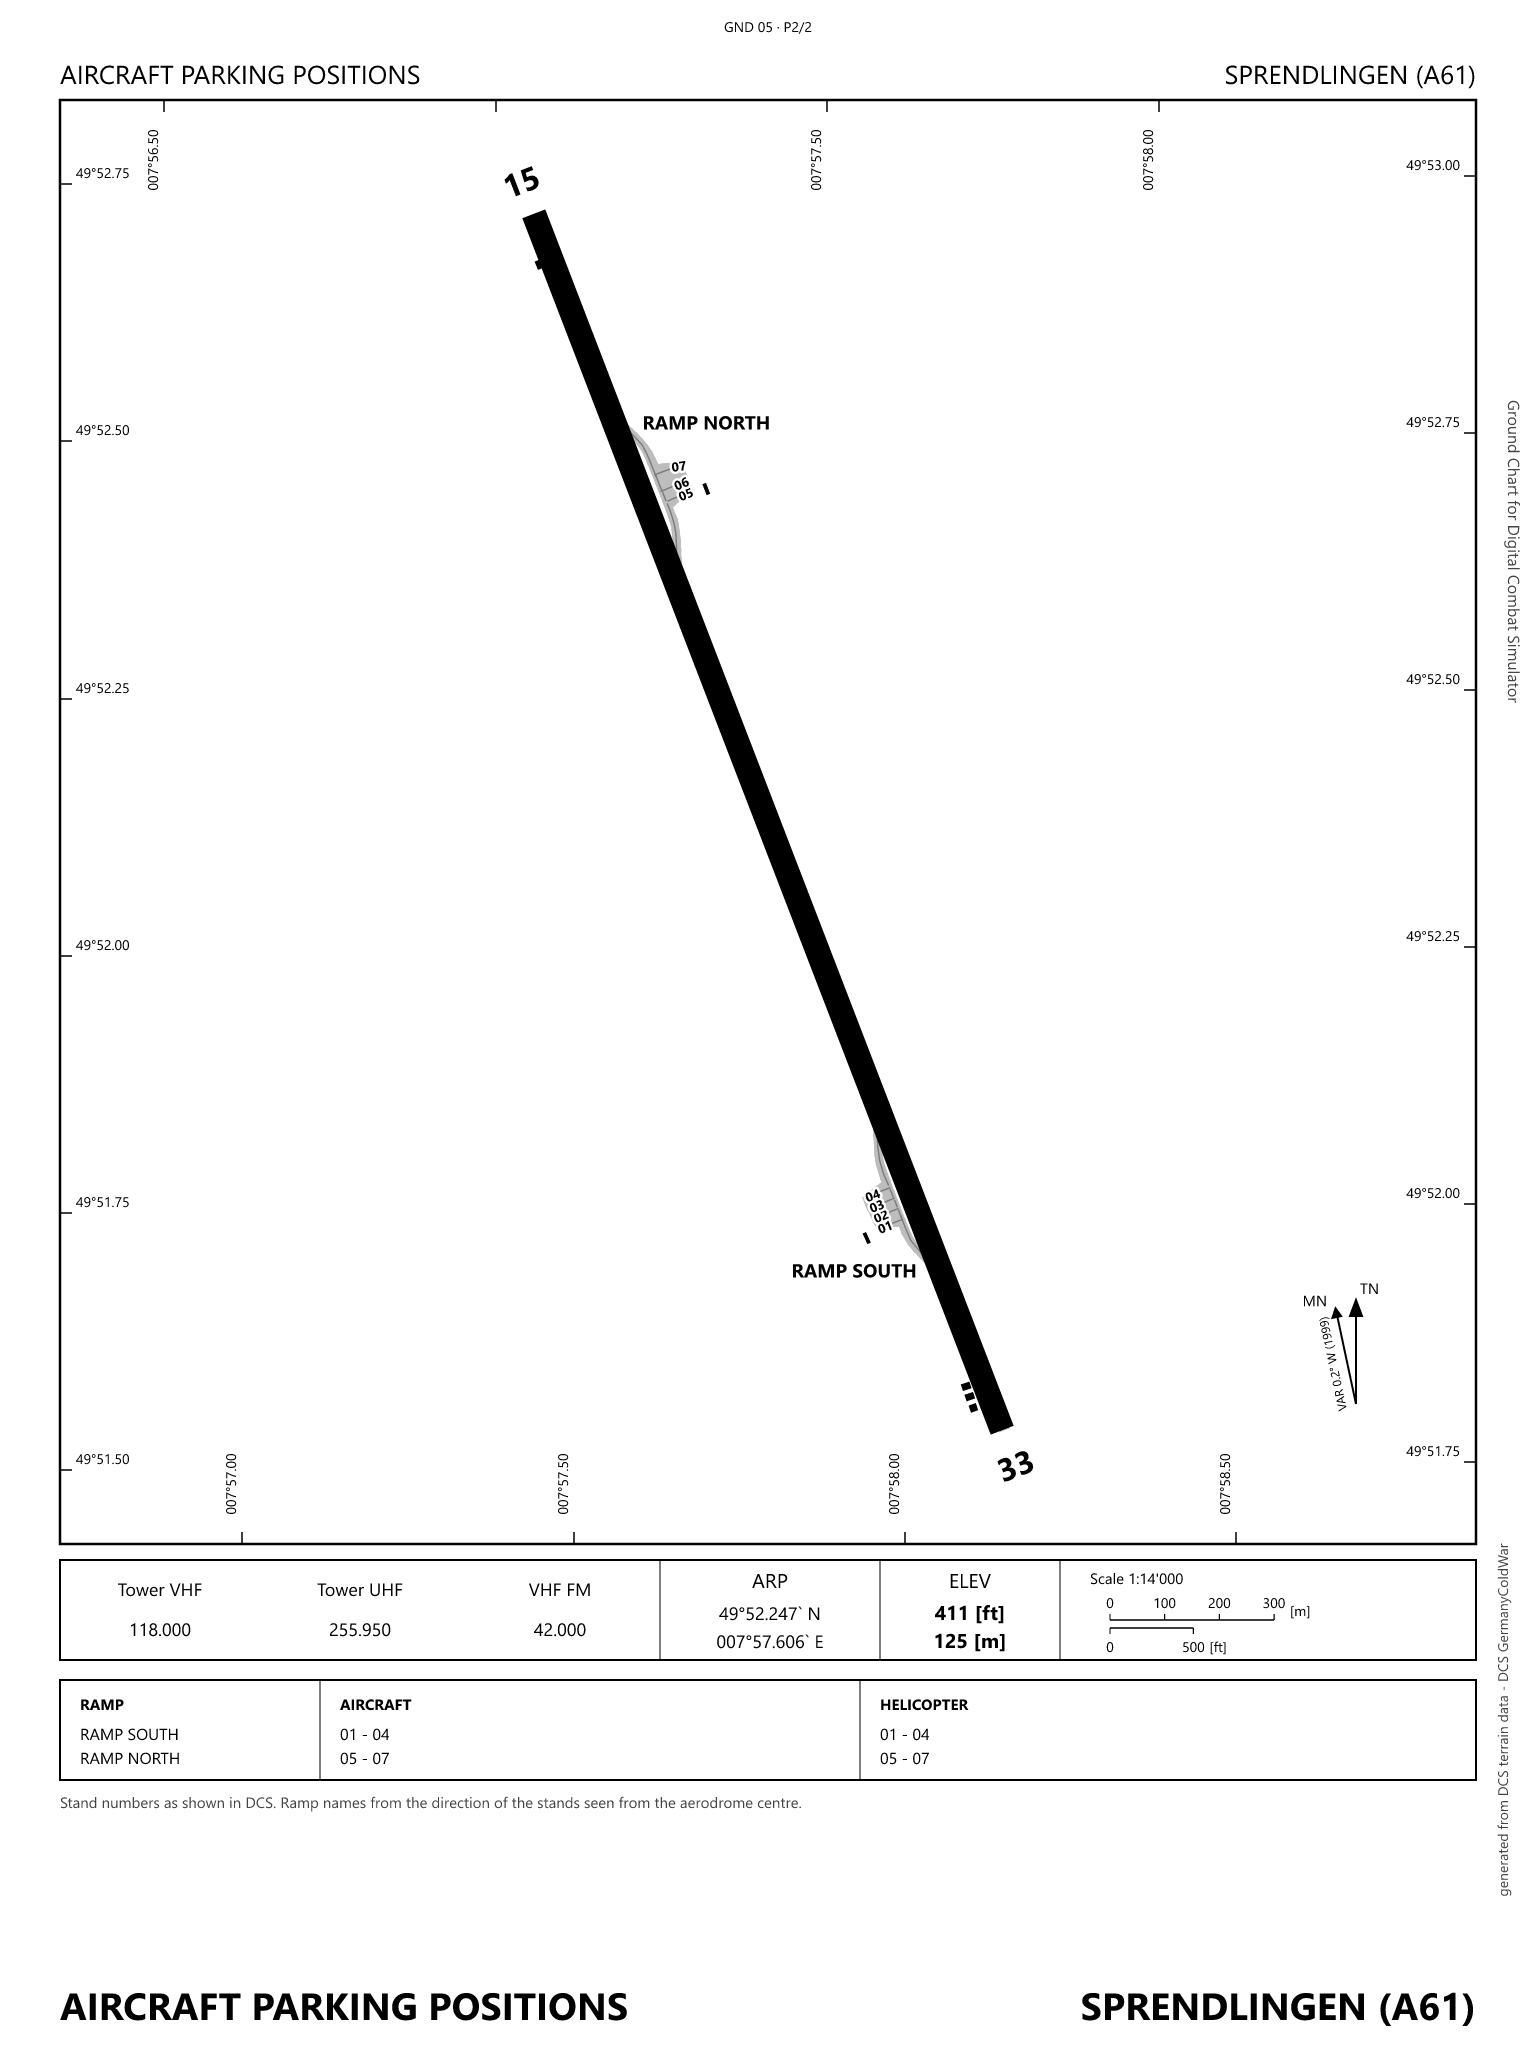 GND 05 · P2/2
AIRCRAFT PARKING POSITIONS
SPRENDLINGEN (A61)
007°56.50
007°57.50
007°58.00
49°52.75
49°53.00
15
RAMP NORTH
49°52.50
49°52.75
07
06
05
49°52.25
49°52.50
49°52.00
49°52.25
49°51.75
49°52.00
04
03
02
01
RAMP SOUTH
MN
TN
VAR 0.2° W (1999)
49°51.50
49°51.75
33
007°57.00
007°57.50
007°58.00
007°58.50
Ground Chart for Digital Combat Simulator
Tower VHF
118.000
Tower UHF
255.950
VHF FM
42.000
ARP
49°52.247` N
007°57.606` E
ELEV
411 [ft]
125 [m]
Scale 1:14'000
0 100 200 300 [m]
0 500 [ft]
RAMP AIRCRAFT HELICOPTER
RAMP SOUTH 01 - 04 01 - 04
RAMP NORTH 05 - 07 05 - 07
Stand numbers as shown in DCS. Ramp names from the direction of the stands seen from the aerodrome centre.
generated from DCS terrain data - DCS GermanyColdWar
AIRCRAFT PARKING POSITIONS
SPRENDLINGEN (A61)